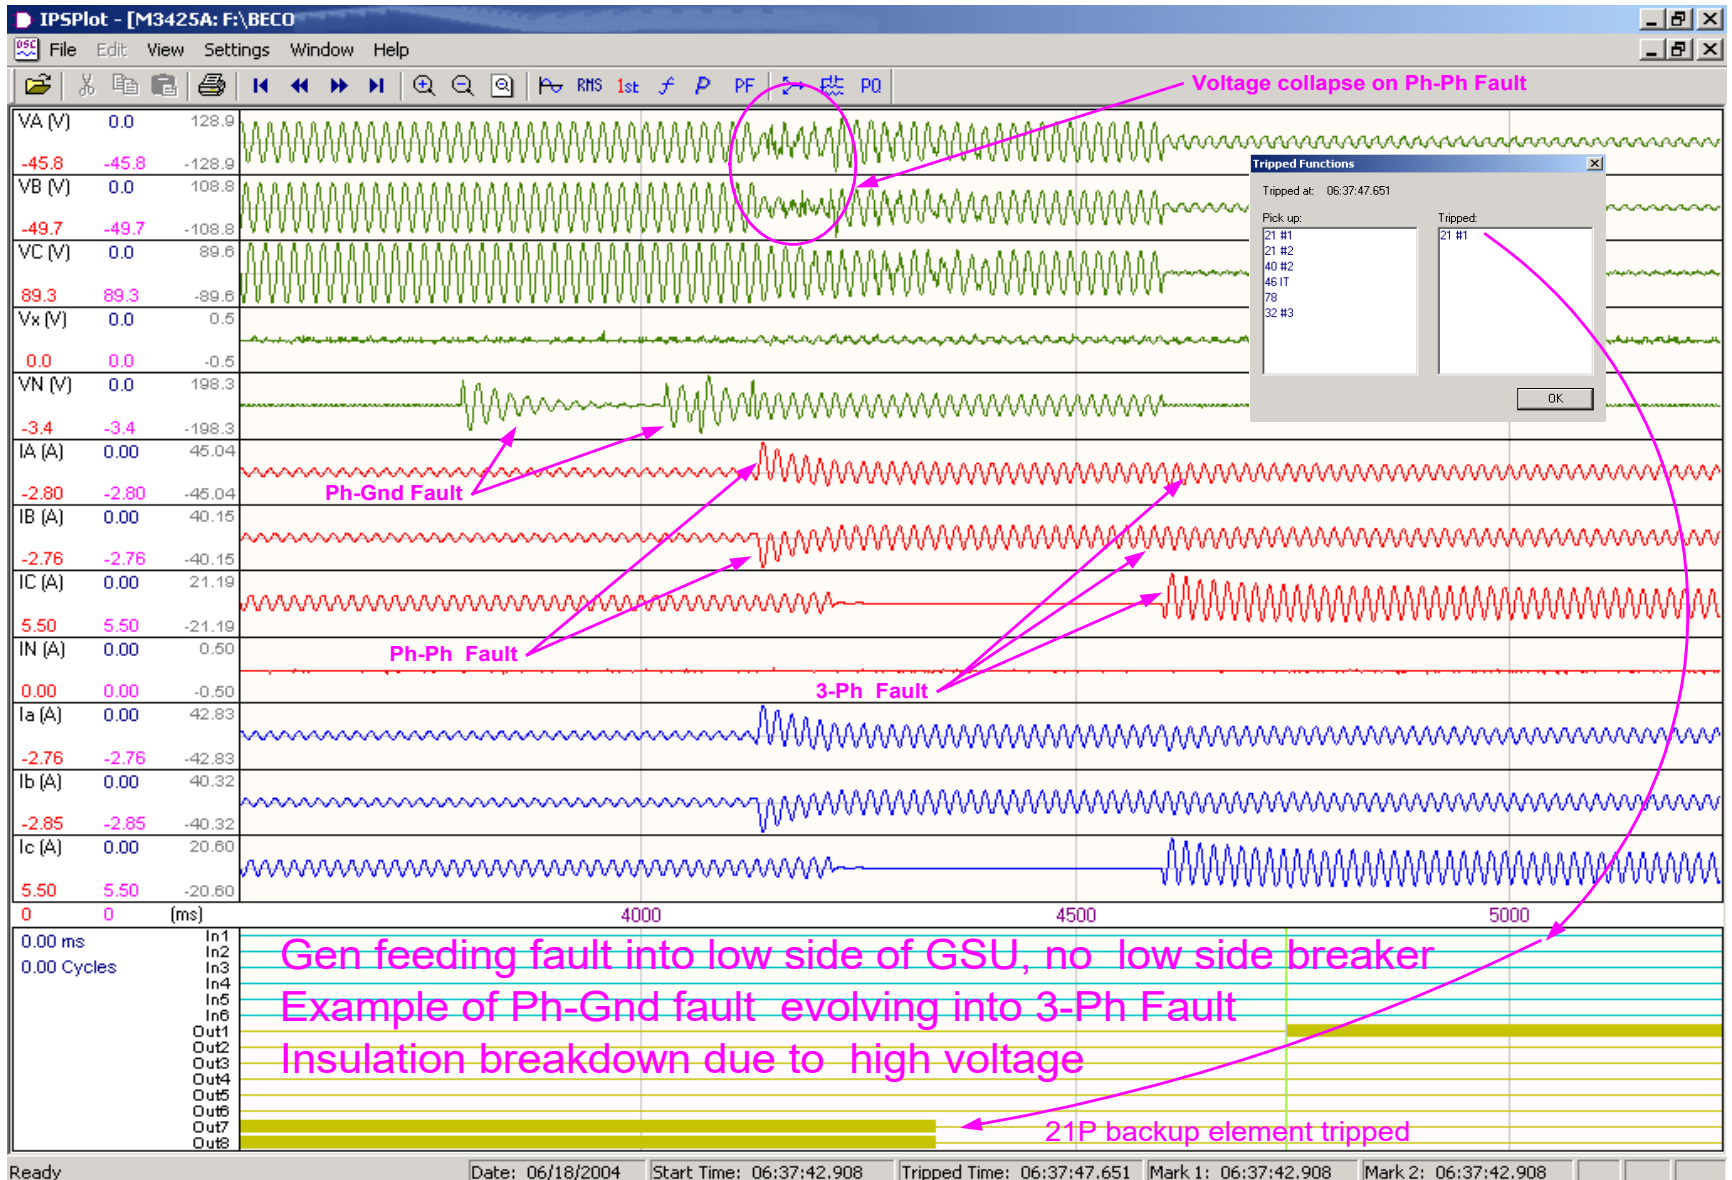 IPSPlot - [M3425A: F:\BECO
File Edit View Settings Window Help
RMS 1st f P PF PQ
Voltage collapse on Ph-Ph Fault
VA (V) 0.0 128.9
-45.8 -45.8 -128.9
VB (V) 0.0 108.8
-49.7 -49.7 -108.8
VC (V) 0.0 89.6
89.3 89.3 -89.6
Vx (V) 0.0 0.5
0.0 0.0 -0.5
VN (V) 0.0 198.3
-3.4 -3.4 -198.3
IA (A) 0.00 45.04
-2.80 -2.80 -45.04
IB (A) 0.00 40.15
-2.76 -2.76 -40.15
IC (A) 0.00 21.19
5.50 5.50 -21.19
IN (A) 0.00 0.50
0.00 0.00 -0.50
Ia (A) 0.00 42.83
-2.76 -2.76 -42.83
Ib (A) 0.00 40.32
-2.85 -2.85 -40.32
Ic (A) 0.00 20.60
5.50 5.50 -20.60
Tripped Functions
Tripped at: 06:37:47.651
Pick up: Tripped:
21 #1 21 #1
21 #2
40 #2
46 IT
78
32 #3
OK
Ph-Gnd Fault
Ph-Ph Fault
3-Ph Fault
0 0 (ms) 4000 4500 5000
0.00 ms
0.00 Cycles
In1
In2
In3
In4
In5
In6
Out1
Out2
Out3
Out4
Out5
Out6
Out7
Out8
Gen feeding fault into low side of GSU, no low side breaker
Example of Ph-Gnd fault evolving into 3-Ph Fault
Insulation breakdown due to high voltage
21P backup element tripped
Ready Date: 06/18/2004 Start Time: 06:37:42.908 Tripped Time: 06:37:47.651 Mark 1: 06:37:42.908 Mark 2: 06:37:42.908